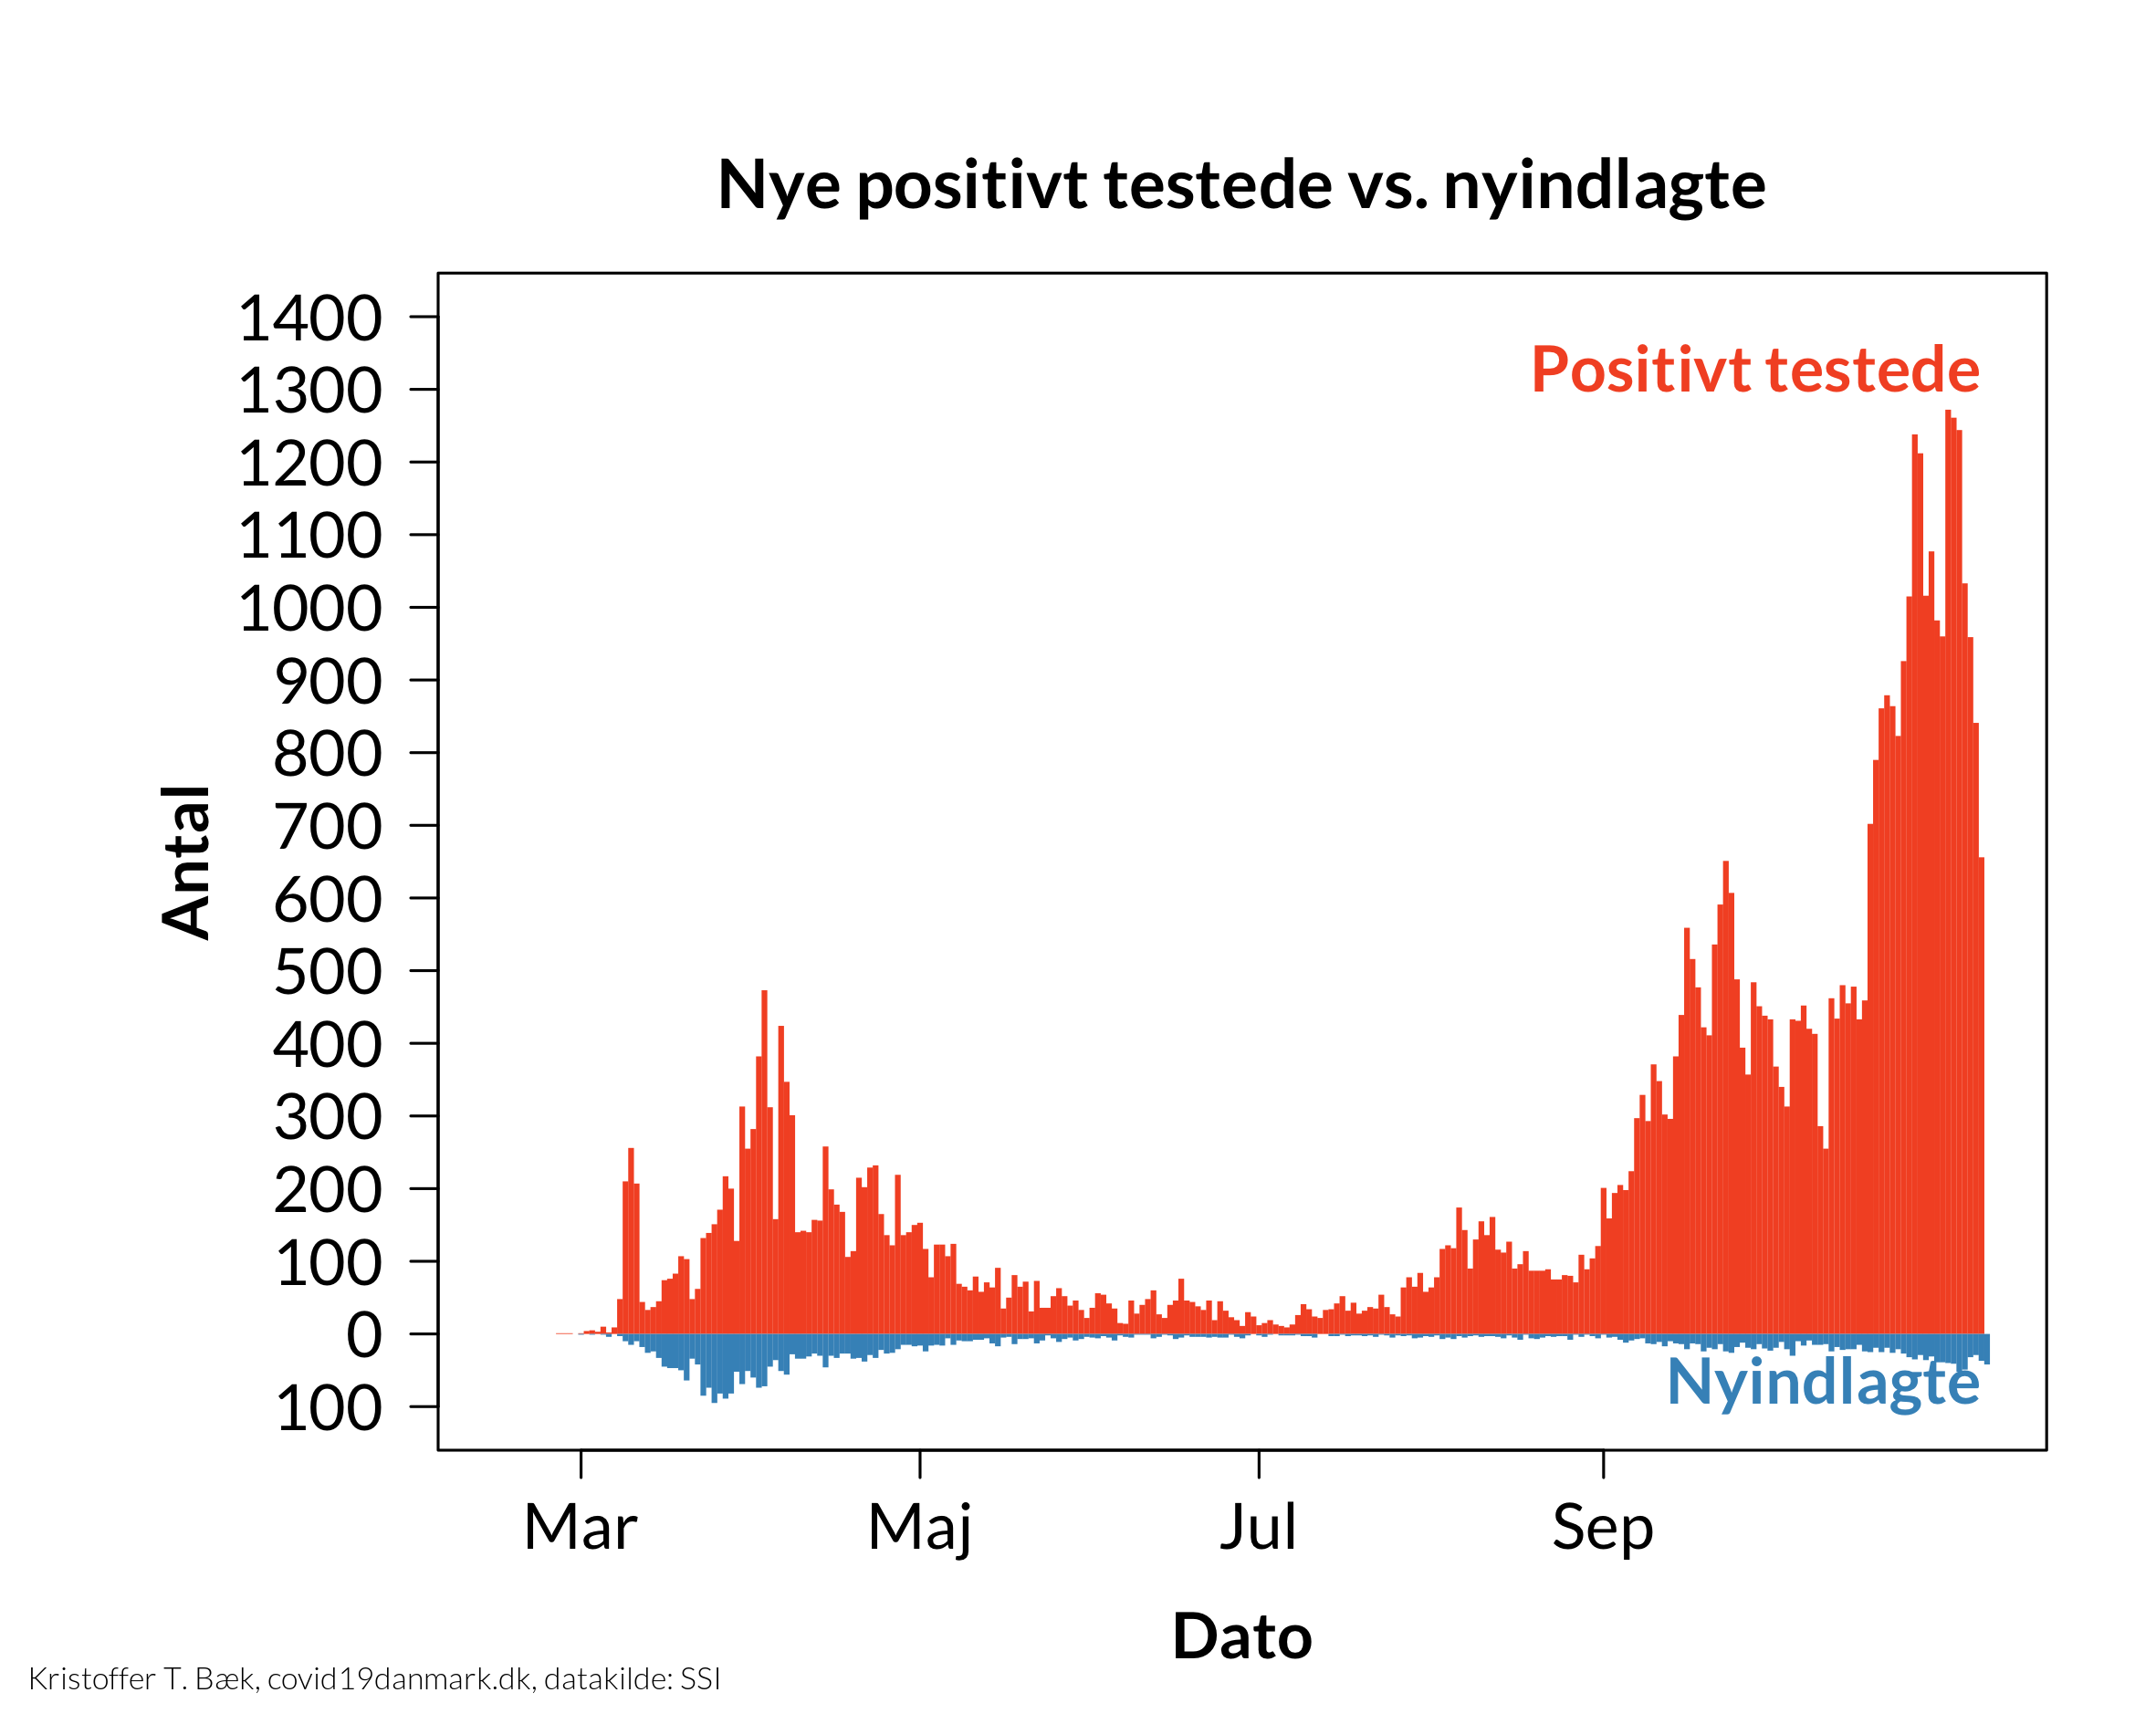 Nye positivt testede vs. nyindlagte
Positivt testede
1400
1300
1200
1100
1000
900
800
700
600
500
400
300
200
100
0
100
Antal
Nyindlagte
Mar Maj Jul Sep
Dato
Kristoffer T. Bæk, covid19danmark.dk, datakilde: SSI